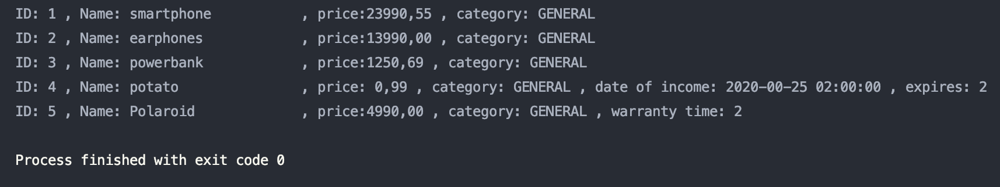 ID: 1 , Name: smartphone           , price:23990,55 , category: GENERAL
ID: 2 , Name: earphones            , price:13990,00 , category: GENERAL
ID: 3 , Name: powerbank            , price:1250,69 , category: GENERAL
ID: 4 , Name: potato               , price: 0,99 , category: GENERAL , date of income: 2020-00-25 02:00:00 , expires: 2
ID: 5 , Name: Polaroid             , price:4990,00 , category: GENERAL , warranty time: 2
Process finished with exit code 0